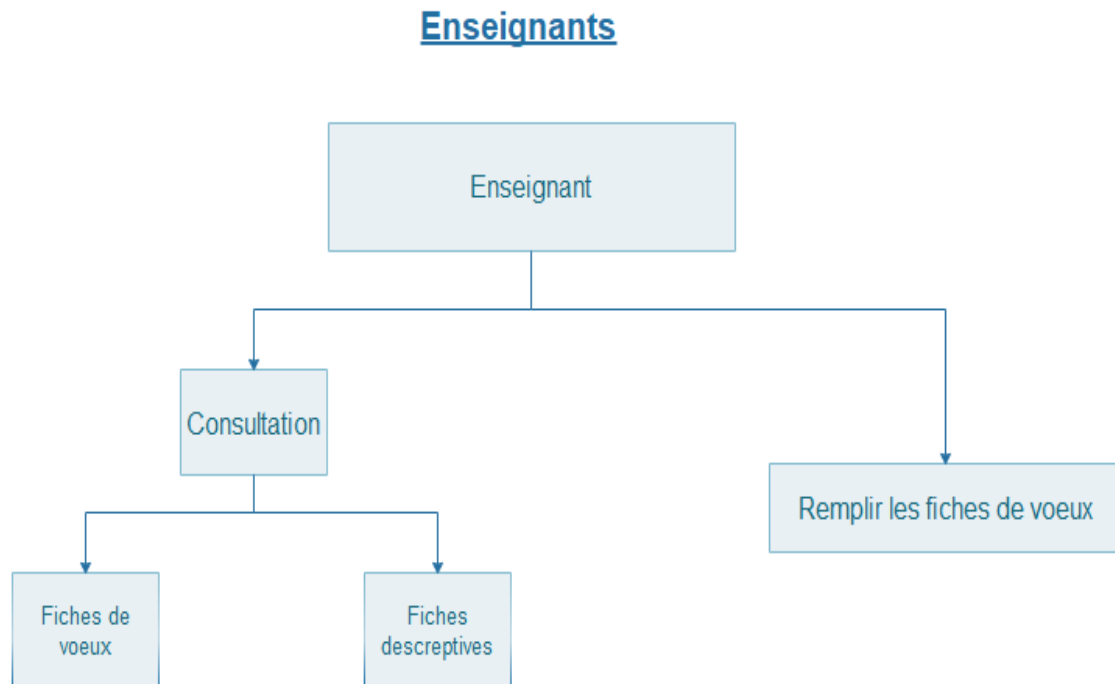 Enseignants
Enseignant
Consultation
Remplir les fiches de voeux
Fiches de
voeux
Fiches
descreptives